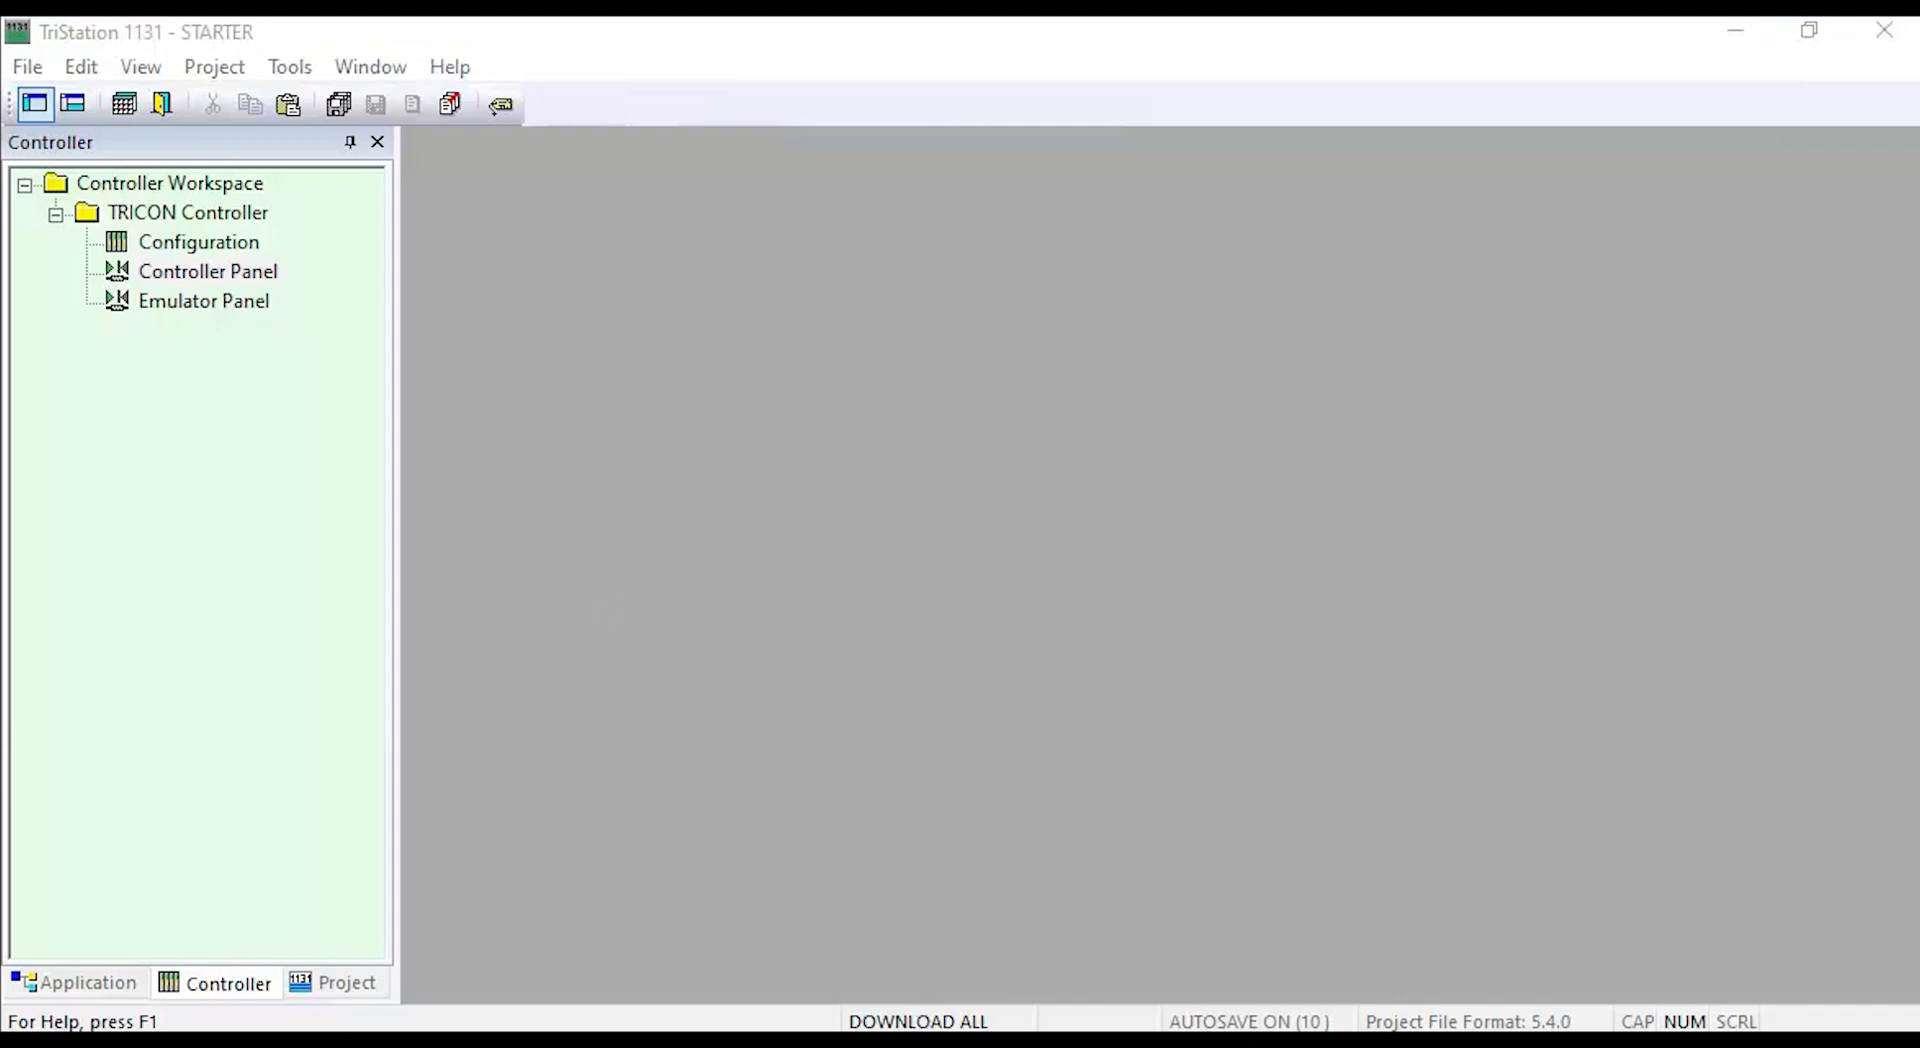 TriStation 1131 - STARTER
File Edit View Project Tools Window Help
Controller
Controller Workspace
TRICON Controller
Configuration
Controller Panel
Emulator Panel
Application Controller 1131 Project
For Help, press F1 DOWNLOAD ALL AUTOSAVE ON (10 ) Project File Format: 5.4.0 CAP NUM SCRL